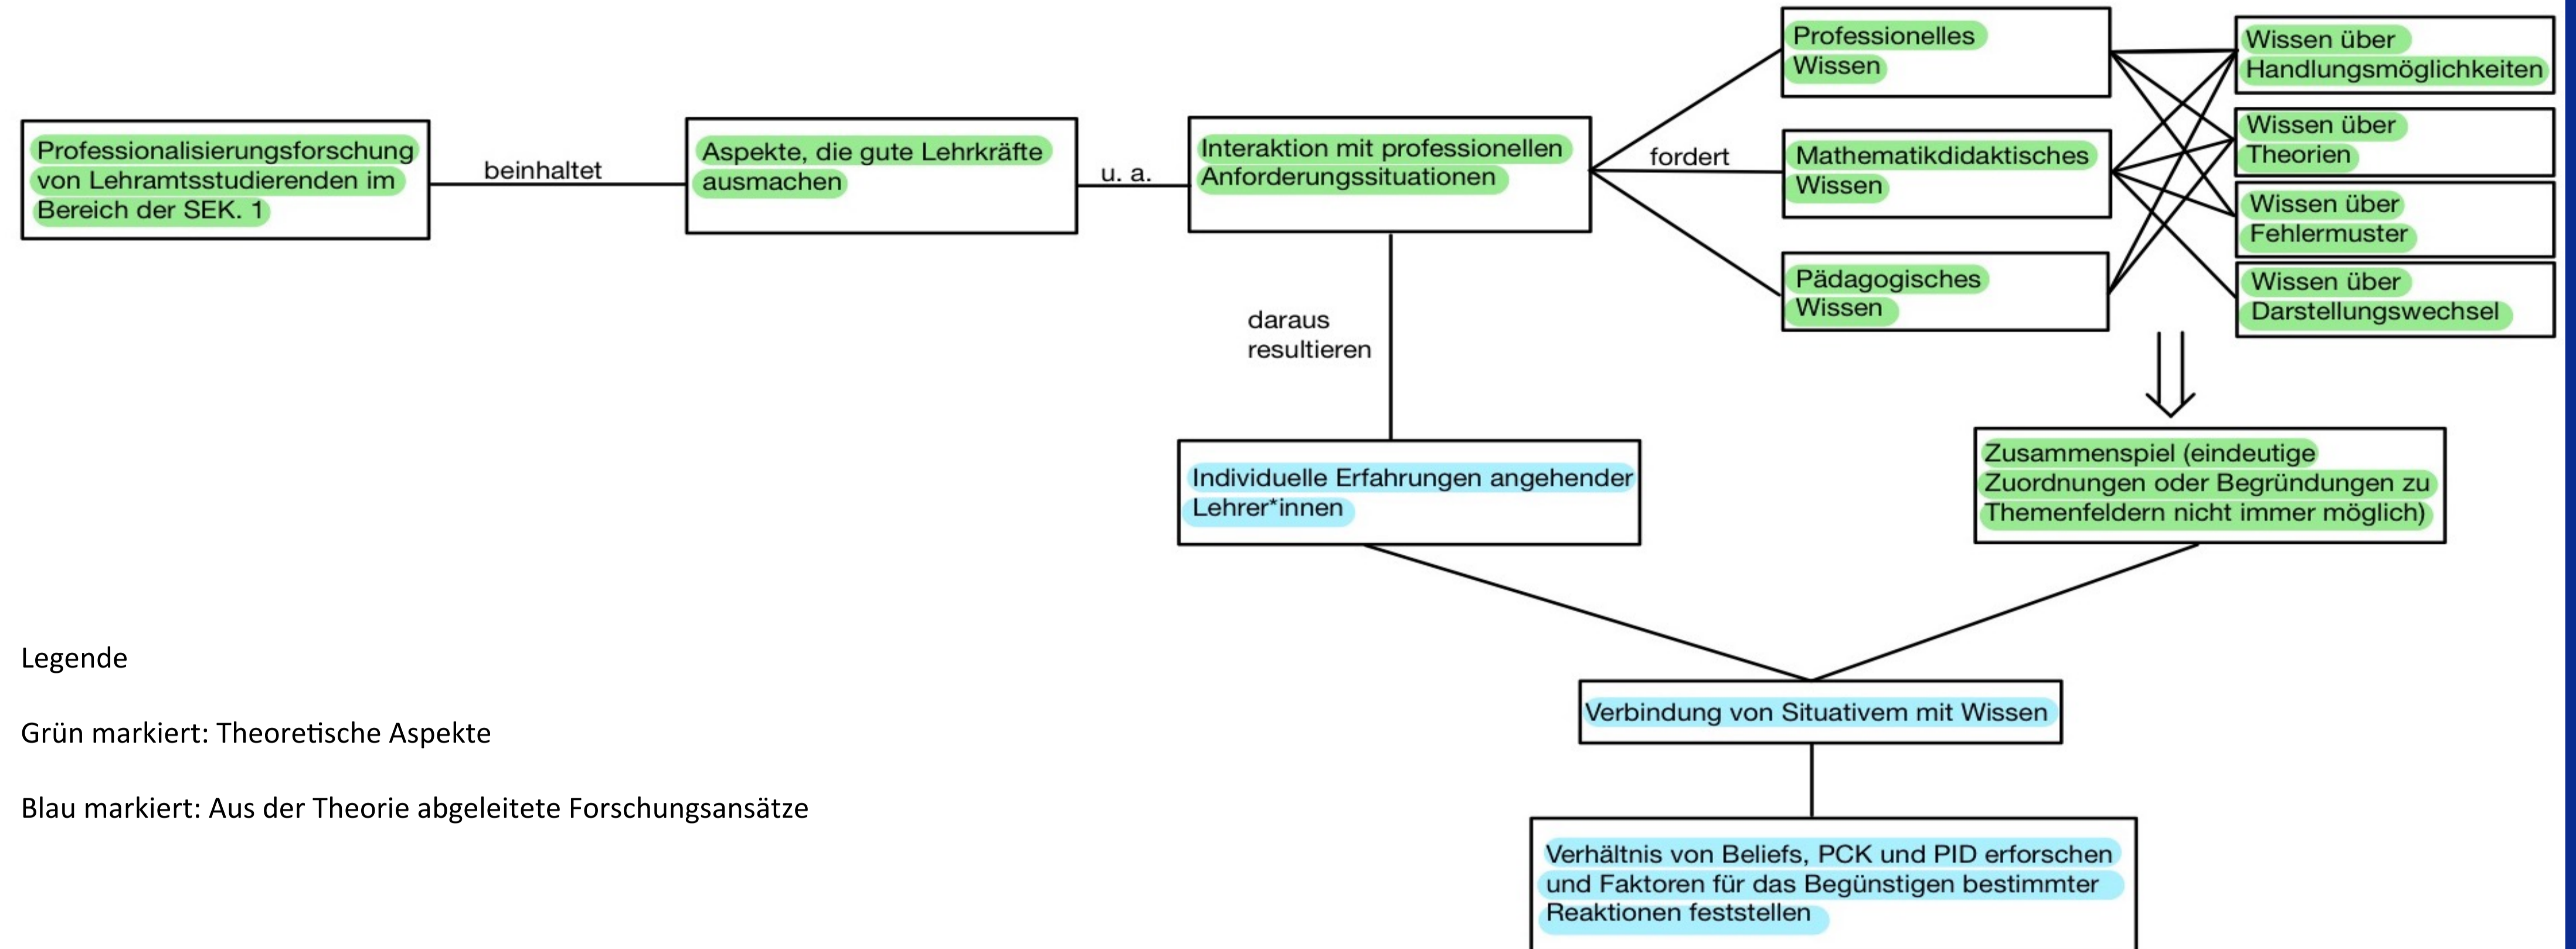 Professionalisierungsforschung
von Lehramtsstudierenden im
Bereich der SEK. 1
beinhaltet
Aspekte, die gute Lehrkräfte
ausmachen
u. a.
Interaktion mit professionellen
Anforderungssituationen
fordert
Professionelles
Wissen
Mathematikdidaktisches
Wissen
Pädagogisches
Wissen
Wissen über
Handlungsmöglichkeiten
Wissen über
Theorien
Wissen über
Fehlermuster
Wissen über
Darstellungswechsel
daraus
resultieren
Individuelle Erfahrungen angehender
Lehrer*innen
Zusammenspiel (eindeutige
Zuordnungen oder Begründungen zu
Themenfeldern nicht immer möglich)
Verbindung von Situativem mit Wissen
Verhältnis von Beliefs, PCK und PID erforschen
und Faktoren für das Begünstigen bestimmter
Reaktionen feststellen
Legende
Grün markiert: Theoretische Aspekte
Blau markiert: Aus der Theorie abgeleitete Forschungsansätze